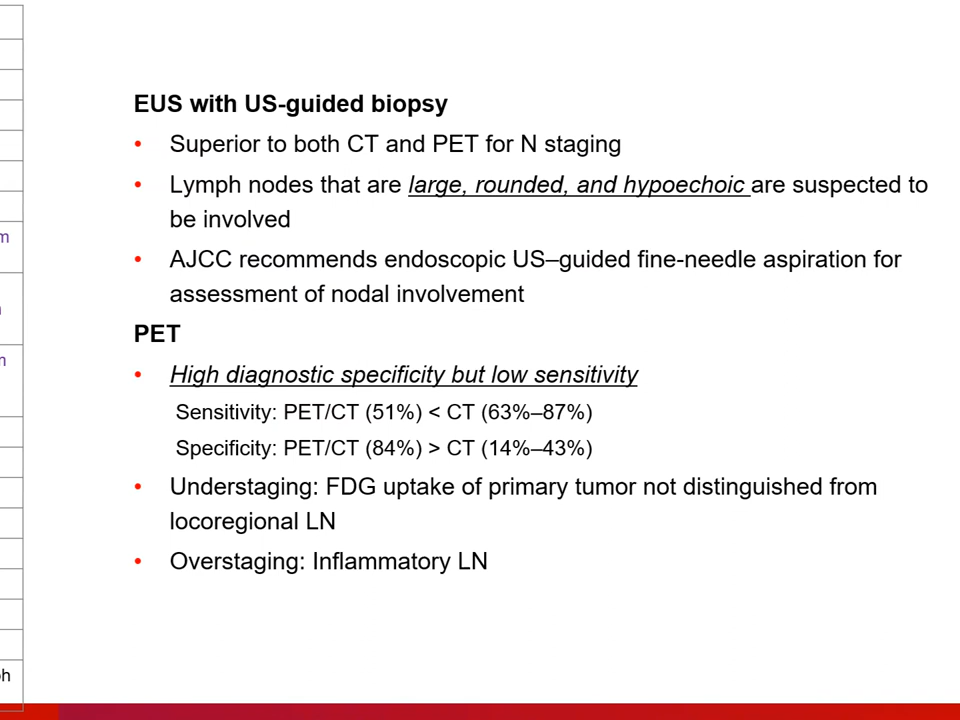 EUS with US-guided biopsy
• Superior to both CT and PET for N staging
• Lymph nodes that are large, rounded, and hypoechoic are suspected to
be involved
• AJCC recommends endoscopic US–guided fine-needle aspiration for
assessment of nodal involvement
PET
• High diagnostic specificity but low sensitivity
Sensitivity: PET/CT (51%) < CT (63%–87%)
Specificity: PET/CT (84%) > CT (14%–43%)
• Understaging: FDG uptake of primary tumor not distinguished from
locoregional LN
• Overstaging: Inflammatory LN